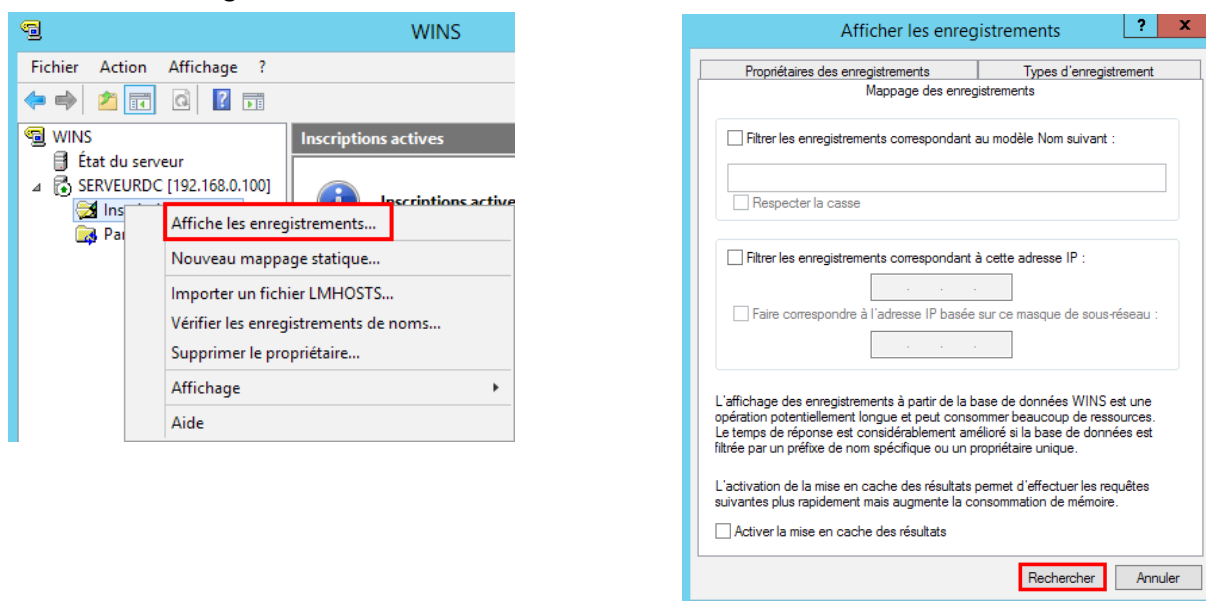 WINS
Fichier Action Affichage ?
WINS
État du serveur
SERVEURDC [192.168.0.100]
Inscriptions actives
Affiche les enregistrements...
Nouveau mappage statique...
Importer un fichier LMHOSTS...
Vérifier les enregistrements de noms...
Supprimer le propriétaire...
Affichage
Aide
Afficher les enregistrements
? x
Propriétaires des enregistrements Types d'enregistrement
Mappage des enregistrements
Filtrer les enregistrements correspondant au modèle Nom suivant :
Respecter la casse
Filtrer les enregistrements correspondant à cette adresse IP :
Faire correspondre à l'adresse IP basée sur ce masque de sous-réseau :
L'affichage des enregistrements à partir de la base de données WINS est une
opération potentiellement longue et peut consommer beaucoup de ressources.
Le temps de réponse est considérablement amélioré si la base de données est
filtrée par un préfixe de nom spécifique ou un propriétaire unique.
L'activation de la mise en cache des résultats permet d'effectuer les requêtes
suivantes plus rapidement mais augmente la consommation de mémoire.
Activer la mise en cache des résultats
Rechercher Annuler